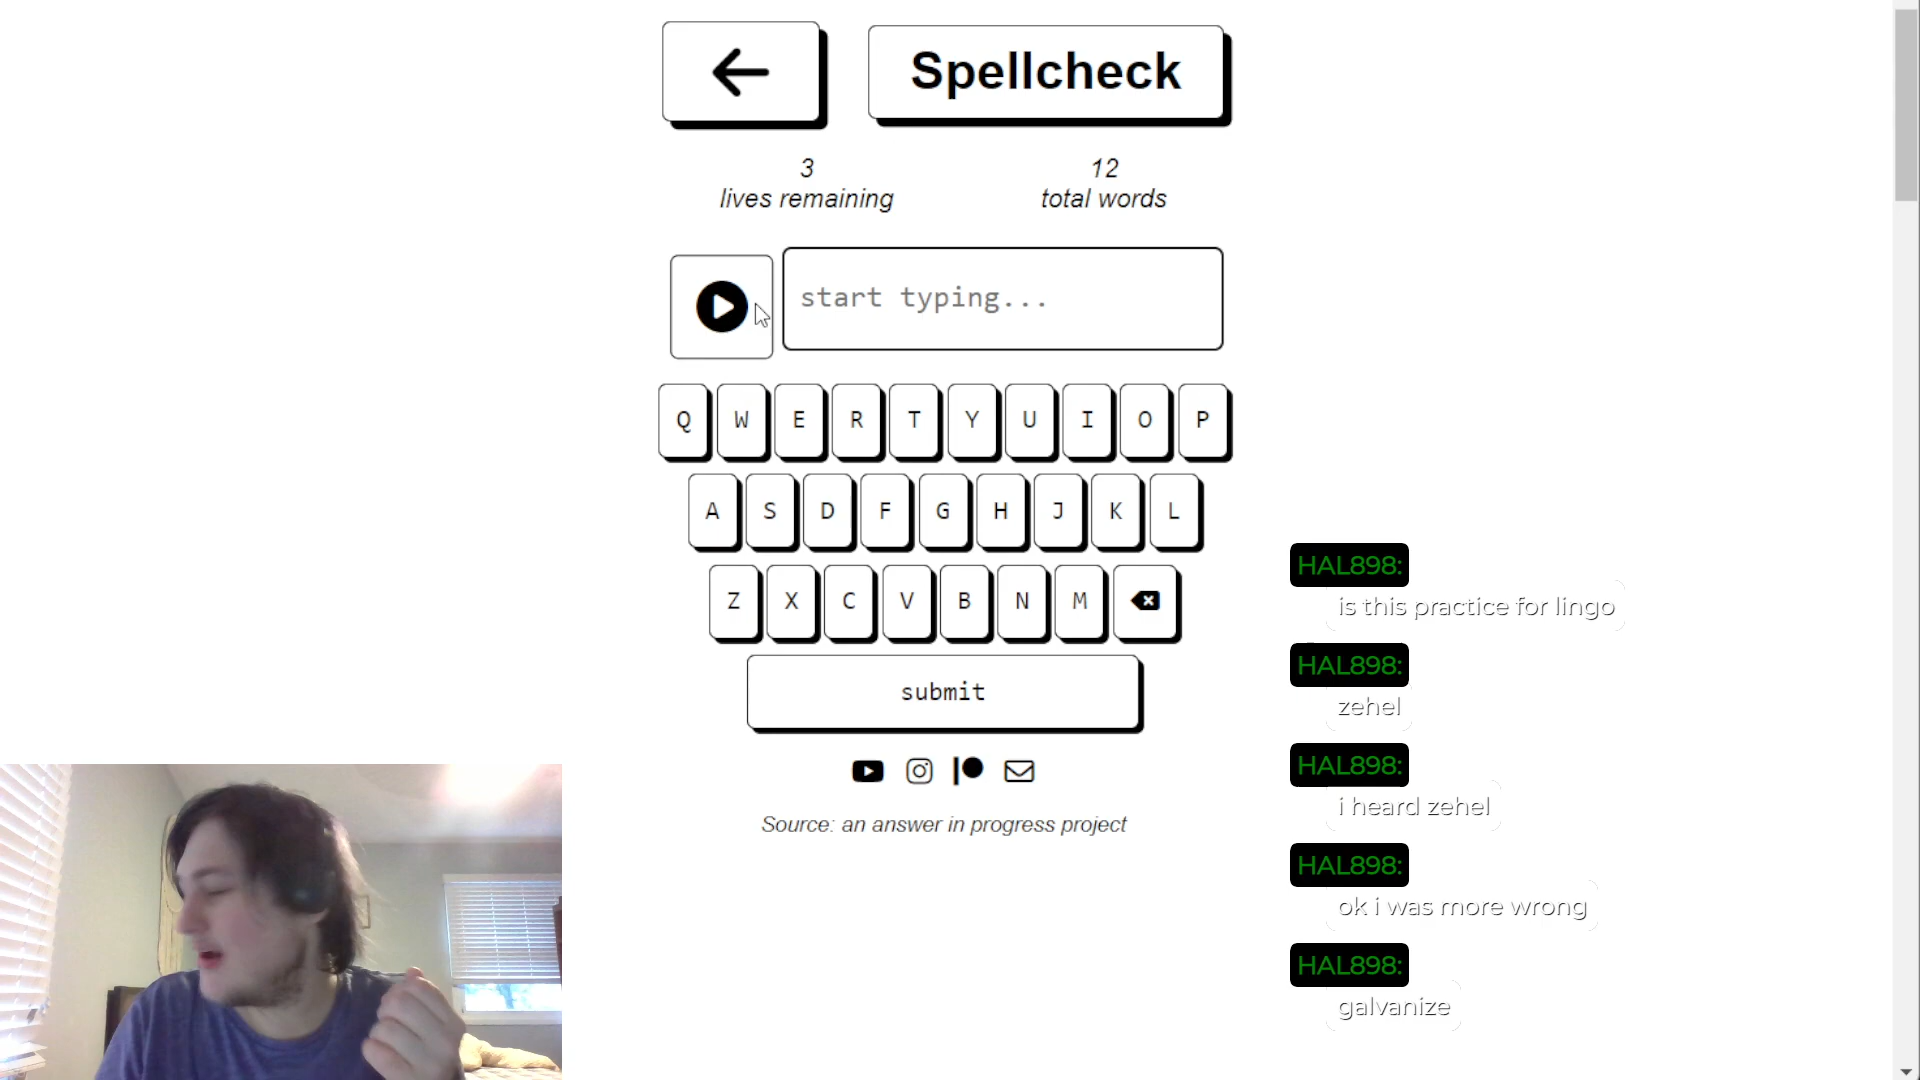 Spellcheck
3
lives remaining
12
total words
start typing...
Q W E R T Y U I O P
A S D F G H J K L
Z X C V B N M
submit
Source: an answer in progress project
HAL898:
is this practice for lingo
HAL898:
zehel
HAL898:
i heard zehel
HAL898:
ok i was more wrong
HAL898:
galvanize